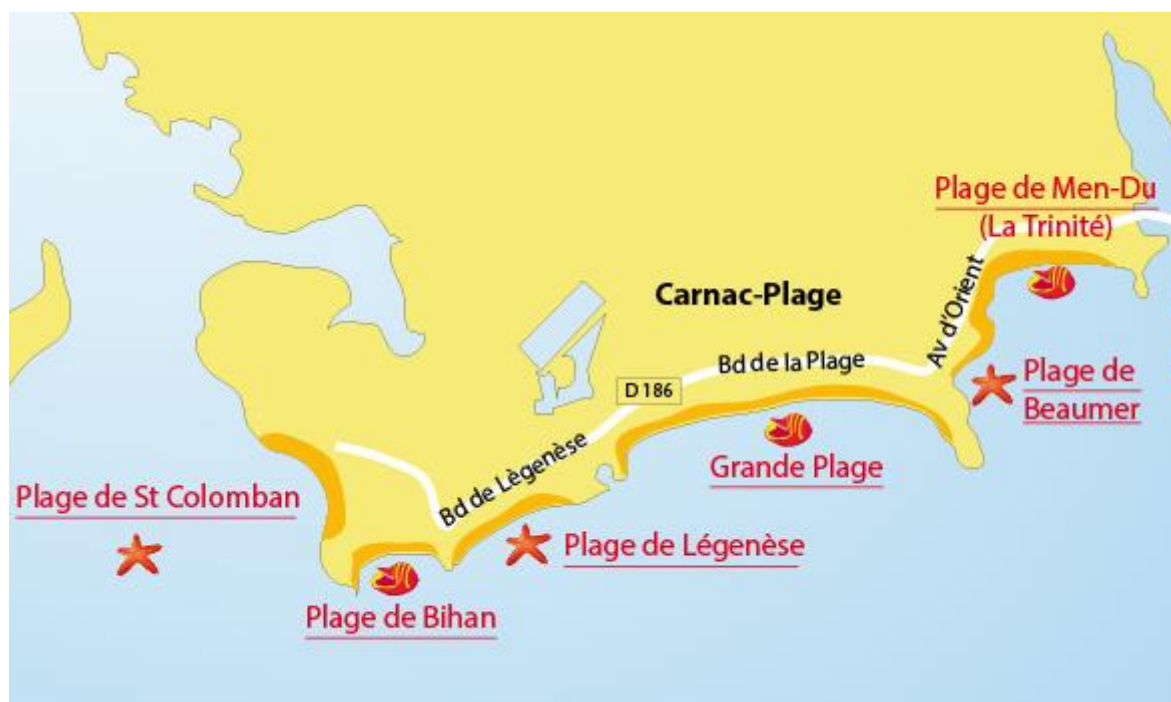 Plage de Men-Du
(La Trinité)
Carnac-Plage
Av d'Orient
Bd de la Plage
D 186
Plage de
Beaumer
Bd de Lègenèse
Grande Plage
Plage de St Colomban
Plage de Légenèse
Plage de Bihan